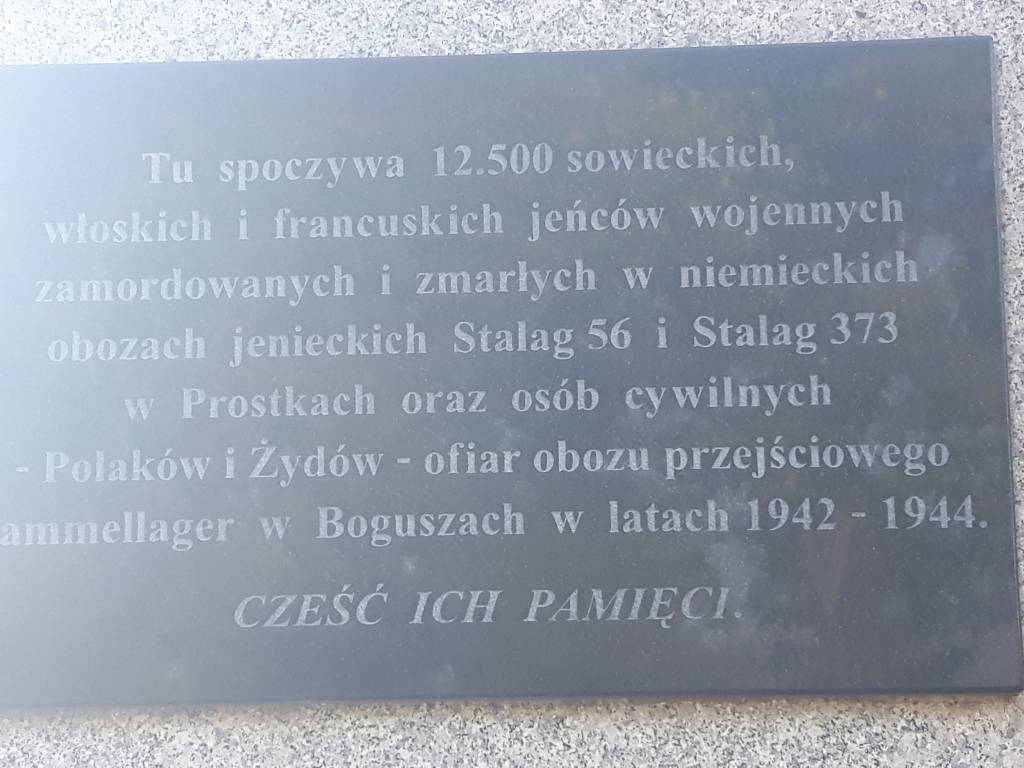 Tu spoczywa 12.500 sowieckich,
włoskich i francuskich jeńców wojennych
zamordowanych i zmarłych w niemieckich
obozach jenieckich Stalag 56 i Stalag 373
w Prostkach oraz osób cywilnych
- Polaków i Żydów - ofiar obozu przejściowego
ammellager w Boguszach w latach 1942 - 1944.
CZEŚĆ ICH PAMIĘCI.